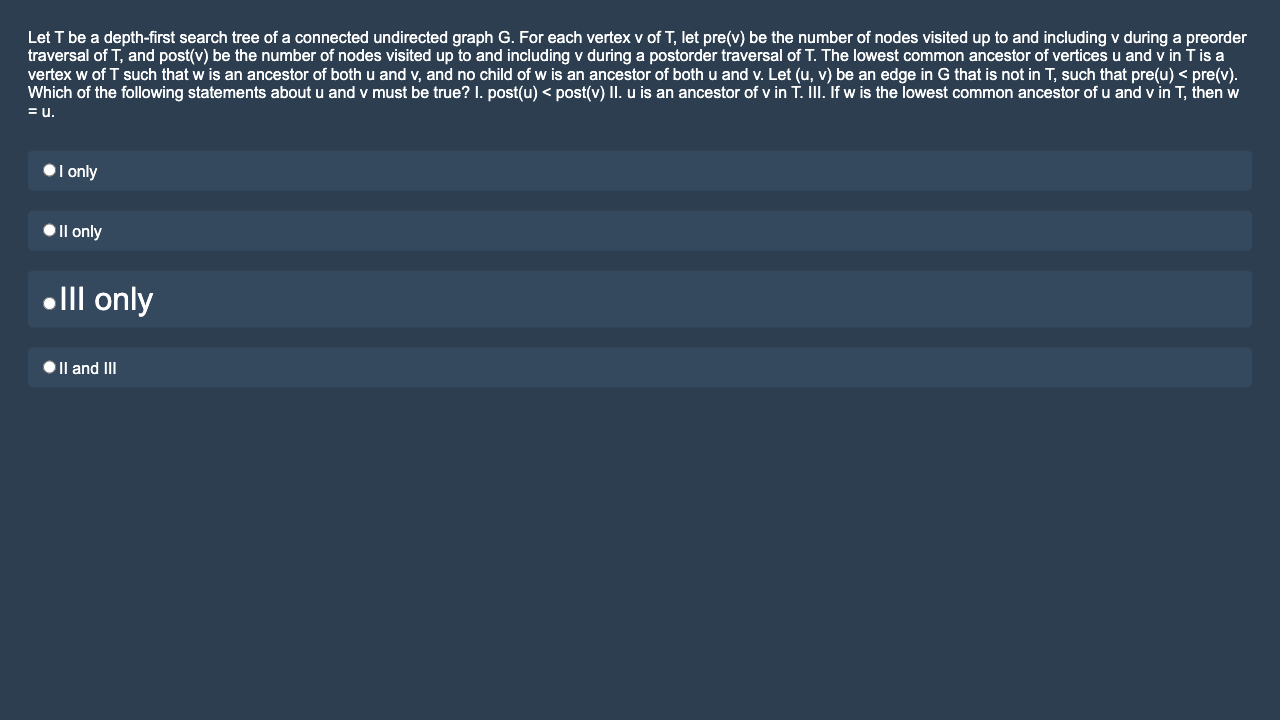 Let T be a depth-first search tree of a connected undirected graph G. For each vertex v of T, let pre(v) be the number of nodes visited up to and including v during a preorder
traversal of T, and post(v) be the number of nodes visited up to and including v during a postorder traversal of T. The lowest common ancestor of vertices u and v in T is a
vertex w of T such that w is an ancestor of both u and v, and no child of w is an ancestor of both u and v. Let (u, v) be an edge in G that is not in T, such that pre(u) < pre(v).
Which of the following statements about u and v must be true? I. post(u) < post(v) II. u is an ancestor of v in T. III. If w is the lowest common ancestor of u and v in T, then w
= u.
I only
II only
III only
II and III